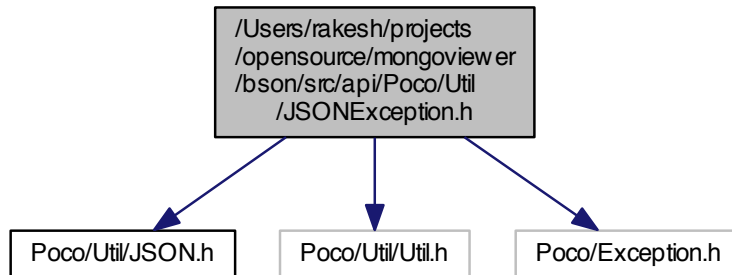 /Users/rakesh/projects
/opensource/mongoviewer
/bson/src/api/Poco/Util
/JSONException.h
Poco/Util/JSON.h
Poco/Util/Util.h
Poco/Exception.h